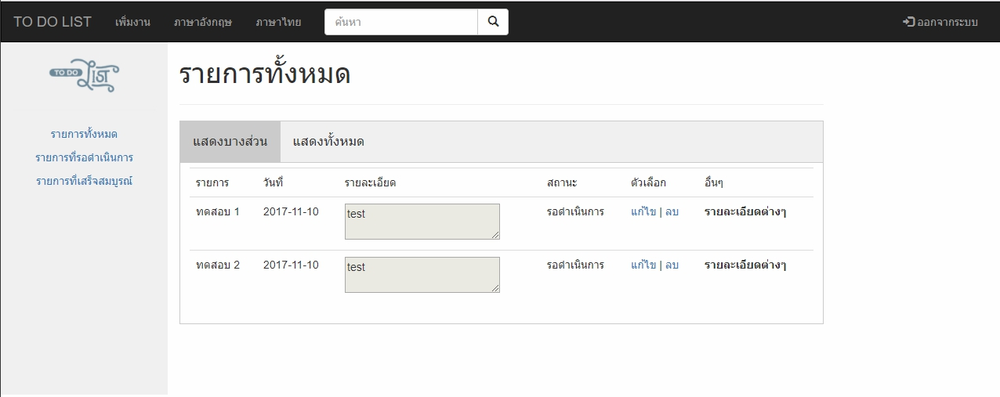 TO DO LIST เพิ่มงาน ภาษาอังกฤษ ภาษาไทย ค้นหา ออกจากระบบ
TO DO LIST
รายการทั้งหมด
รายการที่รอดำเนินการ
รายการที่เสร็จสมบูรณ์
รายการทั้งหมด
แสดงบางส่วน แสดงทั้งหมด
รายการ วันที่ รายละเอียด สถานะ ตัวเลือก อื่นๆ
ทดสอบ 1 2017-11-10 test รอดำเนินการ แก้ไข | ลบ รายละเอียดต่างๆ
ทดสอบ 2 2017-11-10 test รอดำเนินการ แก้ไข | ลบ รายละเอียดต่างๆ